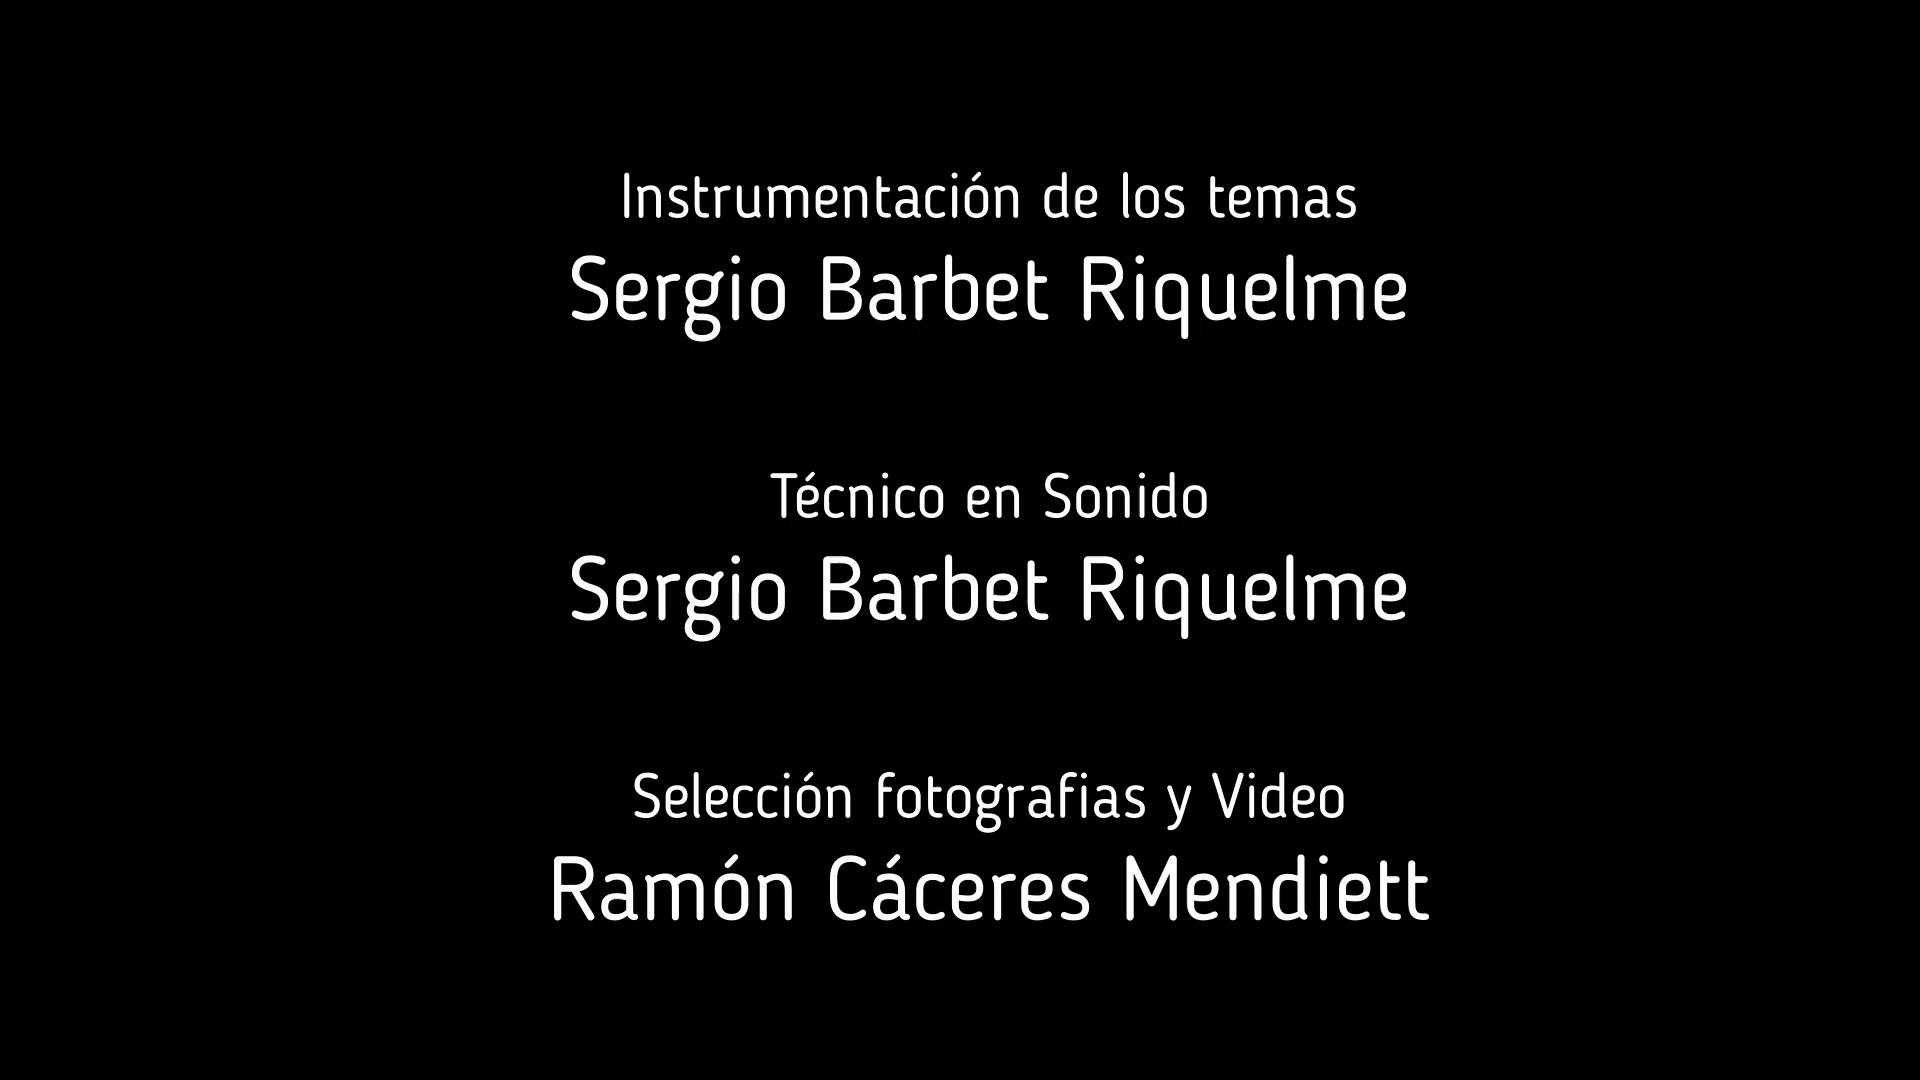 Instrumentación de los temas
Sergio Barbet Riquelme
Técnico en Sonido
Sergio Barbet Riquelme
Selección fotografias y Video
Ramón Cáceres Mendiett